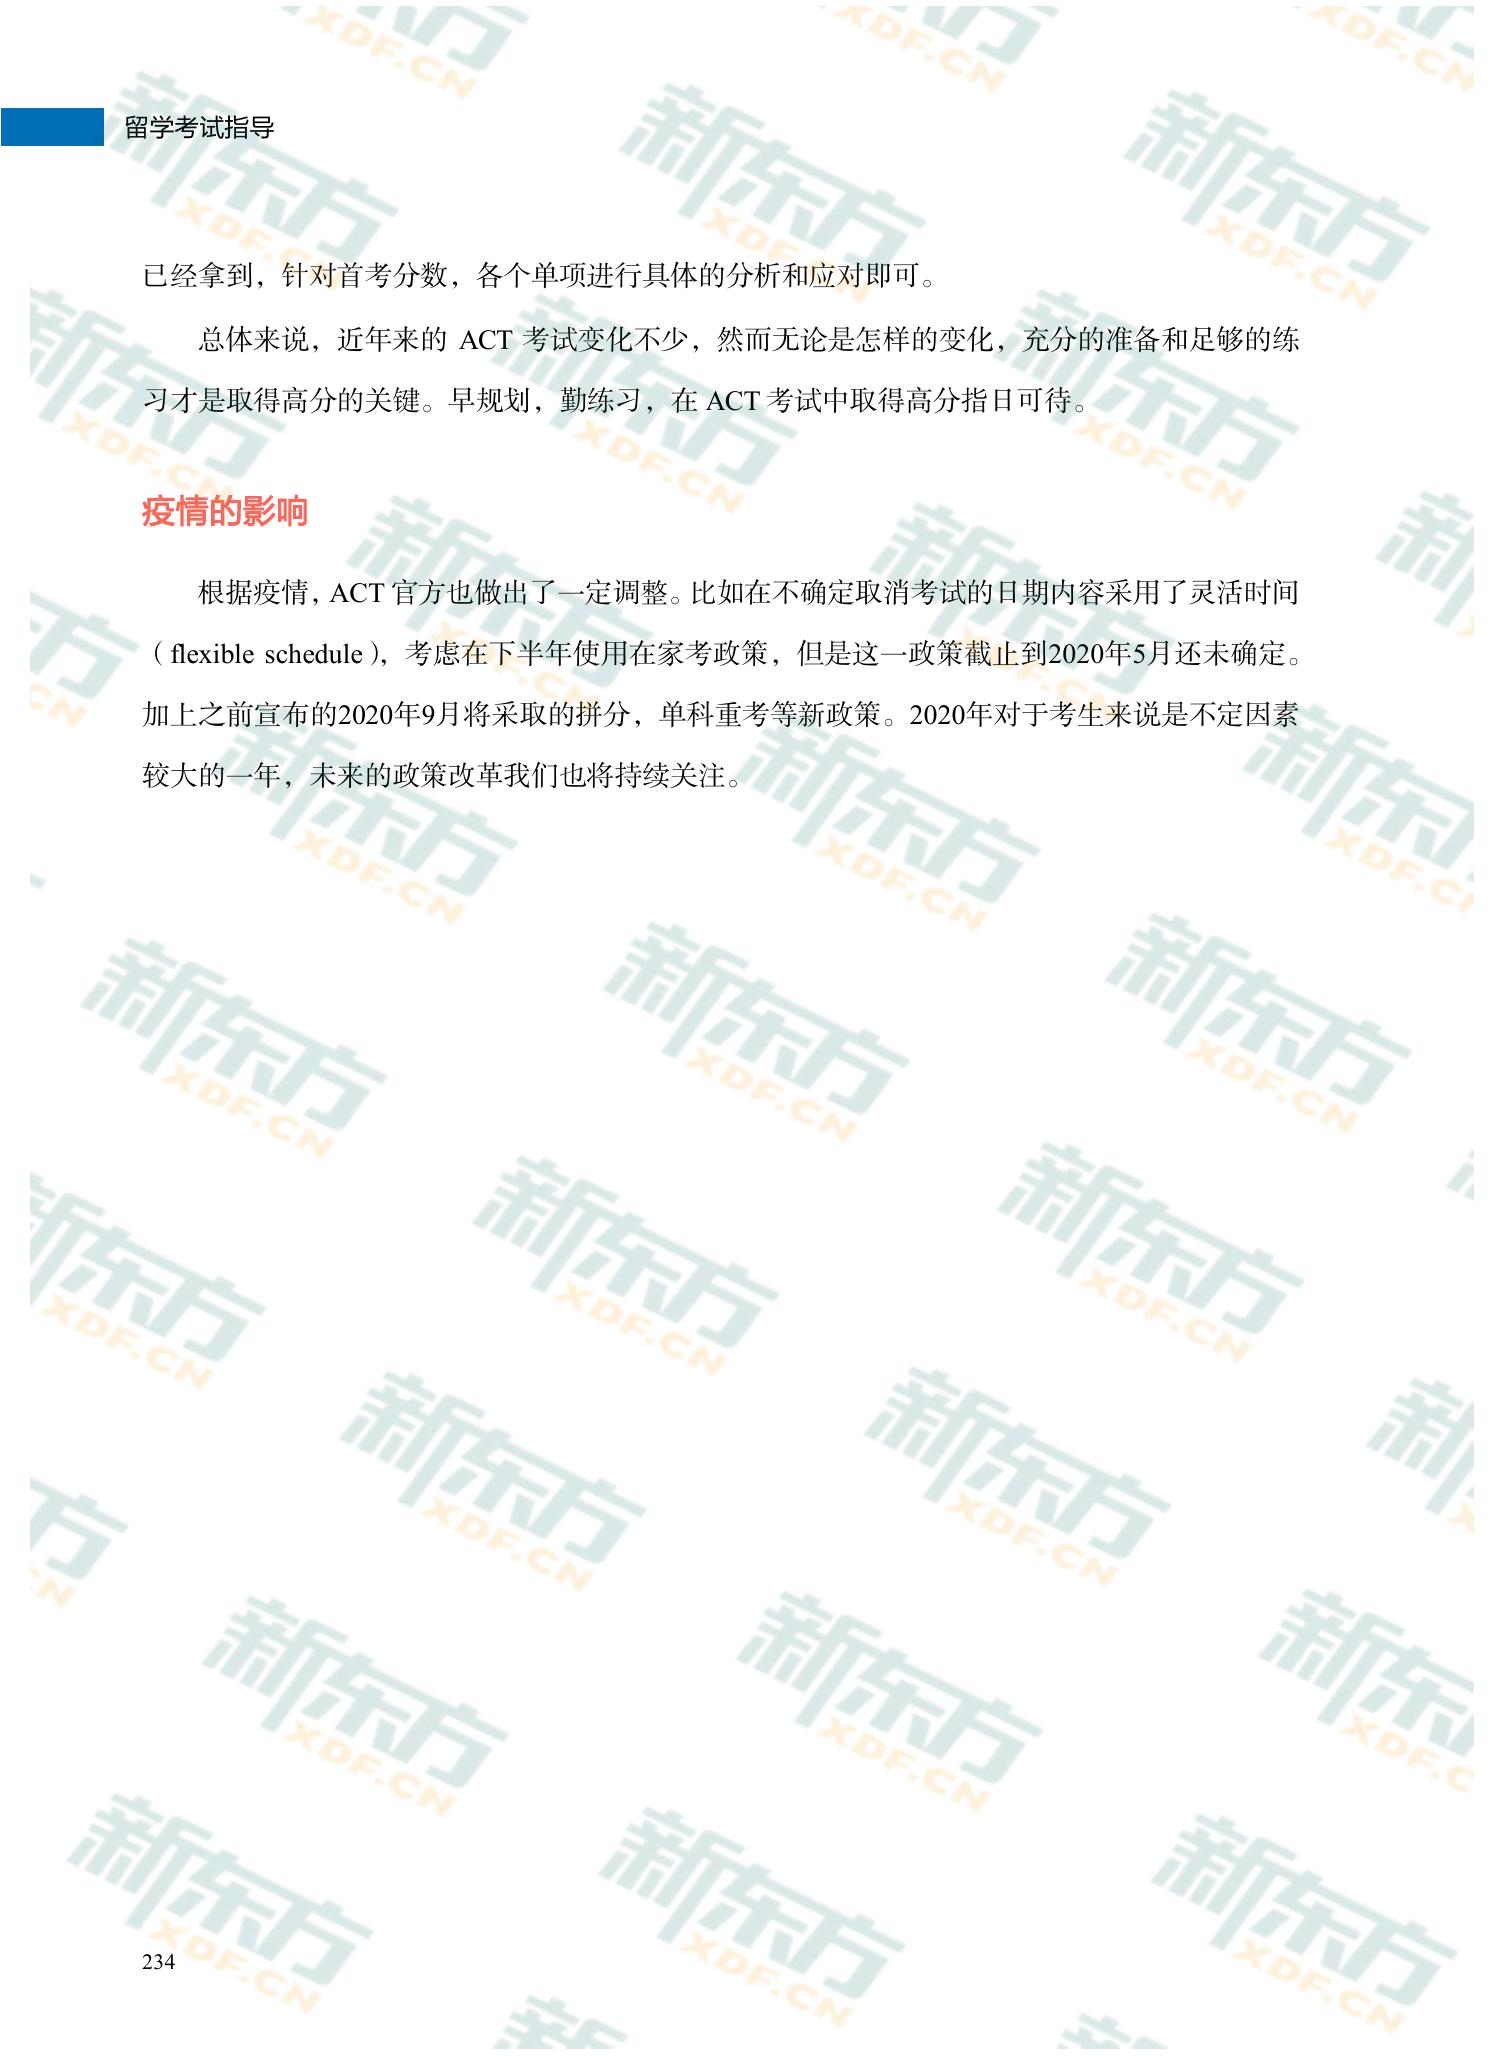 留学考试指导
已经拿到，针对首考分数，各个单项进行具体的分析和应对即可。
总体来说，近年来的 ACT 考试变化不少，然而无论是怎样的变化，充分的准备和足够的练
习才是取得高分的关键。早规划，勤练习，在 ACT 考试中取得高分指日可待。
疫情的影响
根据疫情，ACT 官方也做出了一定调整。比如在不确定取消考试的日期内容采用了灵活时间
（flexible schedule），考虑在下半年使用在家考政策，但是这一政策截止到2020年5月还未确定。
加上之前宣布的2020年9月将采取的拼分，单科重考等新政策。2020年对于考生来说是不定因素
较大的一年，未来的政策改革我们也将持续关注。
234
新东方
XDF.CN